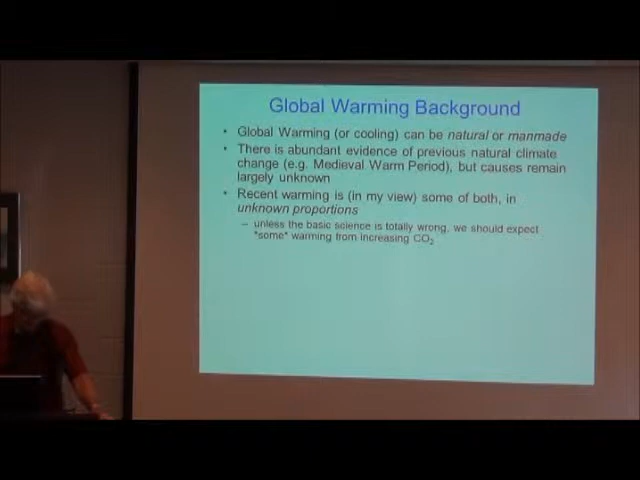 Global Warming Background
• Global Warming (or cooling) can be natural or manmade
• There is abundant evidence of previous natural climate
change (e.g. Medieval Warm Period), but causes remain
largely unknown
• Recent warming is (in my view) some of both, in
unknown proportions
– unless the basic science is totally wrong, we should expect
*some* warming from increasing CO₂